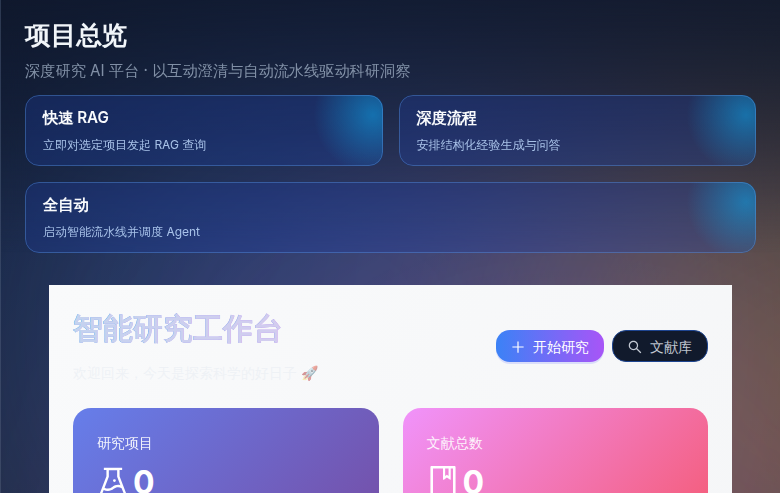 项目总览
深度研究 AI 平台 · 以互动澄清与自动流水线驱动科研洞察
快速 RAG
立即对选定项目发起 RAG 查询
深度流程
安排结构化经验生成与问答
全自动
启动智能流水线并调度 Agent
智能研究工作台
欢迎回来，今天是探索科学的好日子 🚀
开始研究
文献库
研究项目
0
文献总数
0